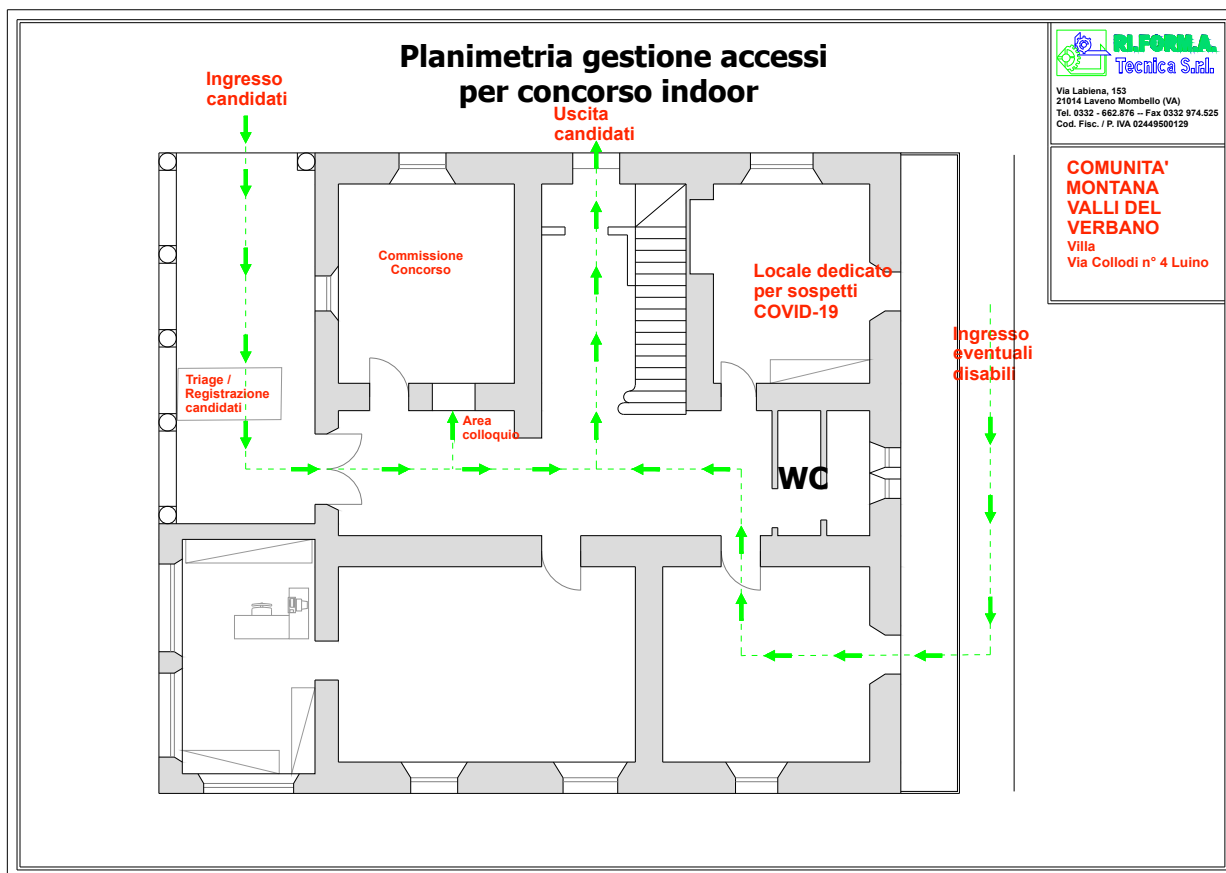 Planimetria gestione accessi
per concorso indoor
RI.FORM.A.
Tecnica S.r.l.
Via Labiena, 153
21014 Laveno Mombello (VA)
Tel. 0332 - 662.876 -- Fax 0332 974.525
Cod. Fisc. / P. IVA 02449500129
COMUNITA'
MONTANA
VALLI DEL
VERBANO
Villa
Via Collodi n° 4 Luino
Ingresso
candidati
Uscita
candidati
Commissione
Concorso
Locale dedicato
per sospetti
COVID-19
Ingresso
eventuali
disabili
Triage /
Registrazione
candidati
Area
colloquio
WC